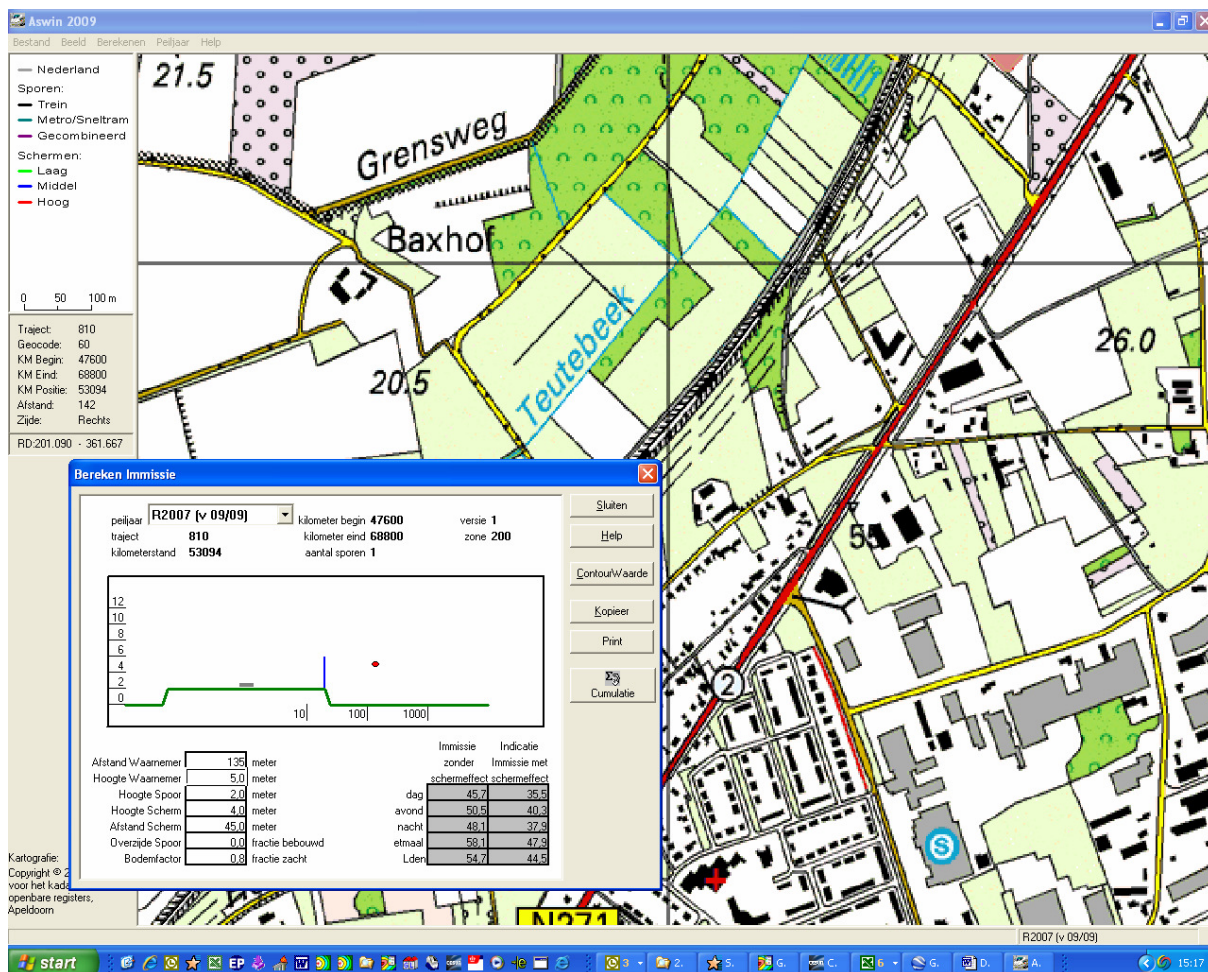 Aswin 2009
Bestand Beeld Berekenen Peiljaar Help
Nederland
Sporen:
Trein
Metro/Sneltram
Gecombineerd
Schermen:
Laag
Middel
Hoog
0 50 100 m
Traject: 810
Geocode: 60
KM Begin: 47600
KM Eind: 68800
KM Positie: 53094
Afstand: 142
Zijde: Rechts
RD:201.090 - 361.667
21.5
Grensweg
Baxhof
Teutebeek
20.5
26.0
55
2
S
N271
Bereken Immissie
peiljaar R2007 (v 09/09) kilometer begin 47600 versie 1
traject 810 kilometer eind 68800 zone 200
kilometerstand 53094 aantal sporen 1
12
10
8
6
4
2
0
10 100 1000
Sluiten
Help
ContourWaarde
Kopieer
Print
Σ
Cumulatie
Immissie Indicatie
zonder Immissie met
schermeffect schermeffect
Afstand Waarnemer 135 meter
Hoogte Waarnemer 5,0 meter
Hoogte Spoor 2,0 meter dag 45,7 35,5
Hoogte Scherm 4,0 meter avond 50,5 40,3
Afstand Scherm 45,0 meter nacht 48,1 37,9
Overzijde Spoor 0,0 fractie bebouwd etmaal 58,1 47,9
Bodemfactor 0,8 fractie zacht Lden 54,7 44,5
Kartografie:
Copyright © 2
voor het kada
openbare registers,
Apeldoorn
R2007 (v 09/09)
start EP 3 2. 5. G. C. 6 G. D. A. 15:17